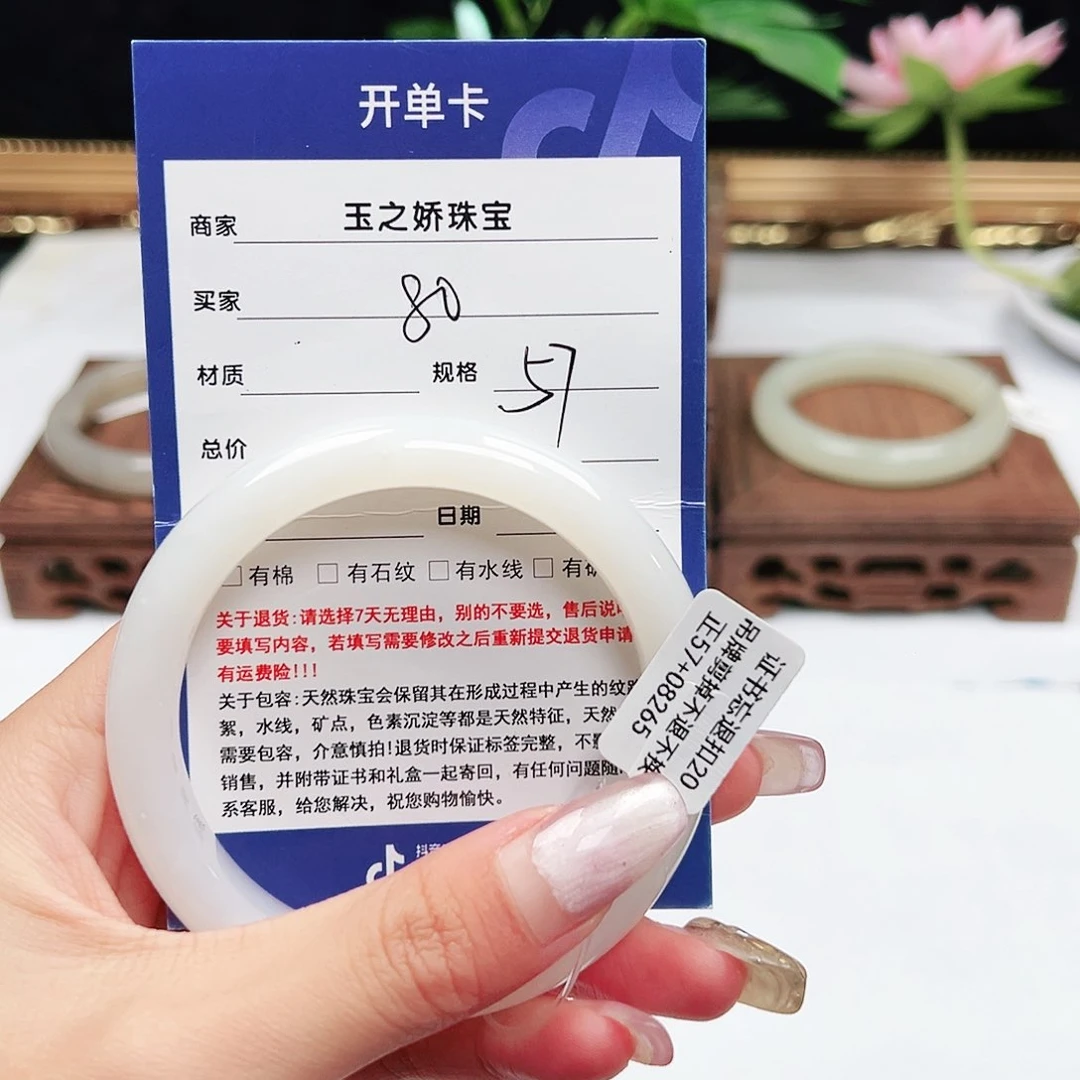 开单卡
商家 玉之娇珠宝
买家 80
材质 规格 57
总价
日期
有棉 □ 有石纹 □ 有水线 □ 有
关于退货:请选择7天无理由，别的不要选，售后说
要填写内容，若填写需要修改之后重新提交退货申请
有运费险!!!
关于包容:天然珠宝会保留其在形成过程中产生的纹
絮，水线，矿点，色素沉淀等都是天然特征，天然
需要包容，介意慎拍!退货时保证标签完整，不
销售，并附带证书和礼盒一起寄回，有任何问题随
系客服，给您解决，祝您购物愉快。
抖音
证书忘退扣20
吊牌剪掉不退不换
正57+08265